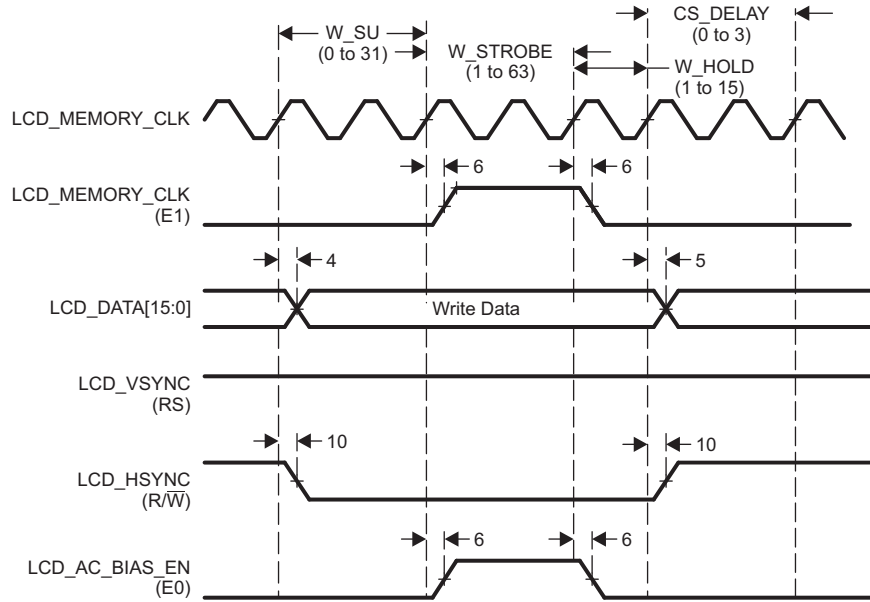 W_SU
(0 to 31)
CS_DELAY
(0 to 3)
W_STROBE
(1 to 63)
W_HOLD
(1 to 15)
LCD_MEMORY_CLK
6
6
LCD_MEMORY_CLK
(E1)
4
5
LCD_DATA[15:0]
Write Data
LCD_VSYNC
(RS)
10
10
LCD_HSYNC
(R/W̅)
6
6
LCD_AC_BIAS_EN
(E0)